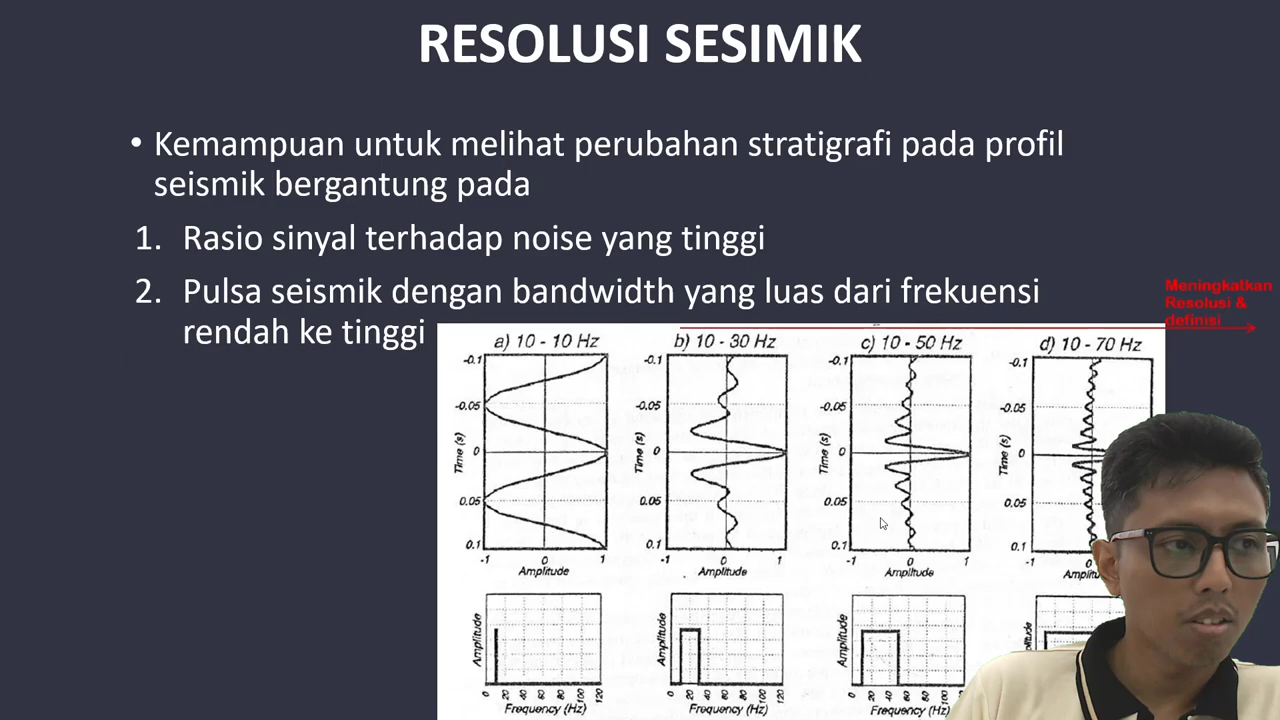 RESOLUSI SESIMIK
• Kemampuan untuk melihat perubahan stratigrafi pada profil
seismik bergantung pada
1. Rasio sinyal terhadap noise yang tinggi
2. Pulsa seismik dengan bandwidth yang luas dari frekuensi
rendah ke tinggi
Meningkatkan
Resolusi &
definisi
a) 10 - 10 Hz
-0.1
-0.05
0
0.05
0.1
Time (s)
-1 0 1
Amplitude
b) 10 - 30 Hz
-0.1
-0.05
0
0.05
0.1
Time (s)
-1 0 1
Amplitude
c) 10 - 50 Hz
-0.1
-0.05
0
0.05
0.1
Time (s)
-1 0 1
Amplitude
d) 10 - 70 Hz
-0.1
-0.05
0
0.05
0.1
Time (s)
-1 0
Amplitude
0 20 40 60 80 100 120
Frequency (Hz)
Amplitude
0 20 40 60 80 100 120
Frequency (Hz)
Amplitude
0 20 40 60 80 100
Frequency (Hz)
Amplitude
0
Amplitude